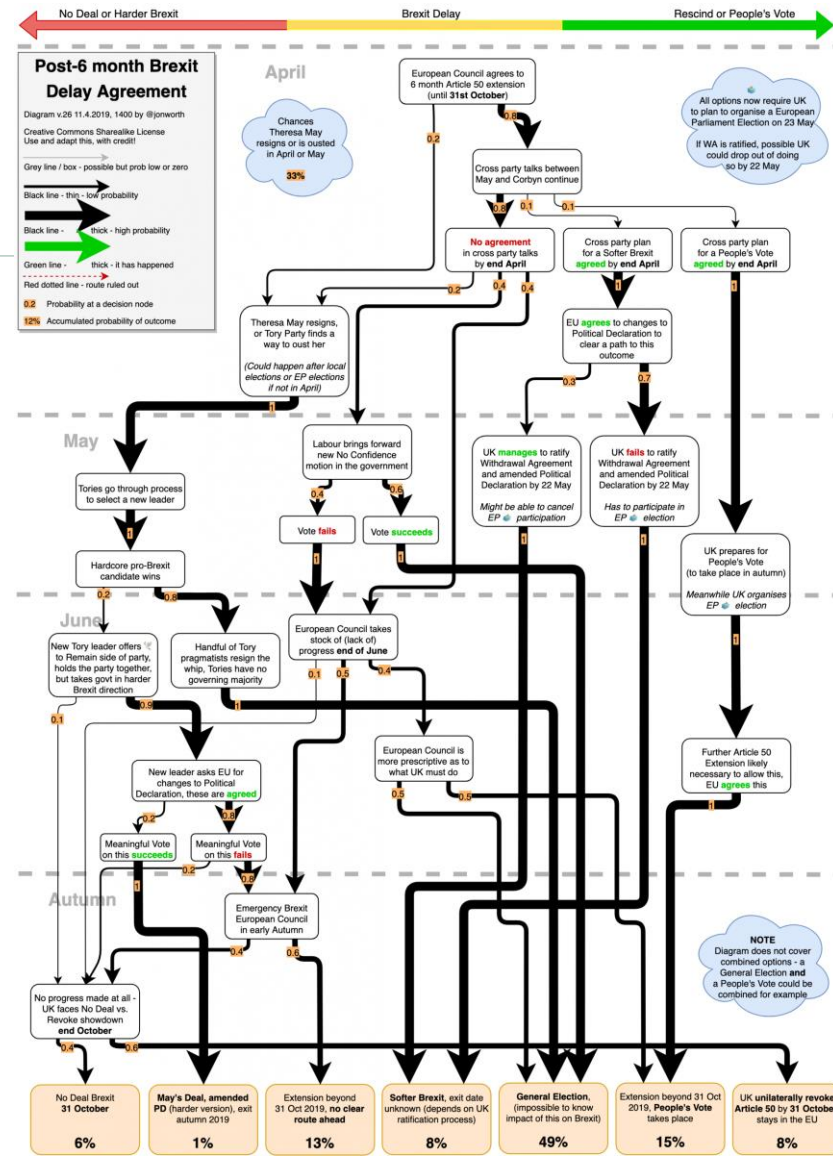 No Deal or Harder Brexit
Brexit Delay
Rescind or People's Vote
Post-6 month Brexit
Delay Agreement
Diagram v.26 11.4.2019, 1400 by @jonworth
Creative Commons Sharealike License
Use and adapt this, with credit!
Grey line / box - possible but prob low or zero
Black line - thin - low probability
Black line - thick - high probability
Green line - thick - it has happened
Red dotted line - route ruled out
0.2 Probability at a decision node
12% Accumulated probability of outcome
April
European Council agrees to
6 month Article 50 extension
(until 31st October)
Chances
Theresa May
resigns or is ousted
in April or May
33%
All options now require UK
to plan to organise a European
Parliament Election on 23 May
If WA is ratified, possible UK
could drop out of doing
so by 22 May
0.2
0.8
Cross party talks between
May and Corbyn continue
0.8
0.1
0.1
No agreement
in cross party talks
by end April
Cross party plan
for a Softer Brexit
agreed by end April
Cross party plan
for a People's Vote
agreed by end April
0.2
0.4
0.4
1
1
Theresa May resigns,
or Tory Party finds a
way to oust her
(Could happen after local
elections or EP elections
if not in April)
EU agrees to changes to
Political Declaration to
clear a path to this
outcome
0.3
0.7
1
May
Labour brings forward
new No Confidence
motion in the government
UK manages to ratify
Withdrawal Agreement
and amended Political
Declaration by 22 May
Might be able to cancel
EP participation
UK fails to ratify
Withdrawal Agreement
and amended Political
Declaration by 22 May
Has to participate in
EP election
Tories go through process
to select a new leader
0.4
0.6
Vote fails
Vote succeeds
1
1
1
1
1
Hardcore pro-Brexit
candidate wins
UK prepares for
People's Vote
(to take place in autumn)
Meanwhile UK organises
EP election
0.2
0.8
June
New Tory leader offers
to Remain side of party,
holds the party together,
but takes govt in harder
Brexit direction
Handful of Tory
pragmatists resign the
whip, Tories have no
governing majority
European Council takes
stock of (lack of)
progress end of June
1
0.1
0.9
1
0.1
0.5
0.4
New leader asks EU for
changes to Political
Declaration, these are agreed
European Council is
more prescriptive as to
what UK must do
Further Article 50
Extension likely
necessary to allow this,
EU agrees this
0.2
0.8
0.5
0.5
1
Meaningful Vote
on this succeeds
Meaningful Vote
on this fails
1
0.2
0.8
Autumn
Emergency Brexit
European Council
in early Autumn
0.4
0.6
NOTE
Diagram does not cover
combined options - a
General Election and
a People's Vote could be
combined for example
No progress made at all -
UK faces No Deal vs.
Revoke showdown
end October
0.4
0.6
No Deal Brexit
31 October
6%
May's Deal, amended
PD (harder version), exit
autumn 2019
1%
Extension beyond
31 Oct 2019, no clear
route ahead
13%
Softer Brexit, exit date
unknown (depends on UK
ratification process)
8%
General Election,
(impossible to know
impact of this on Brexit)
49%
Extension beyond 31 Oct
2019, People's Vote
takes place
15%
UK unilaterally revoke
Article 50 by 31 Octobe
stays in the EU
8%